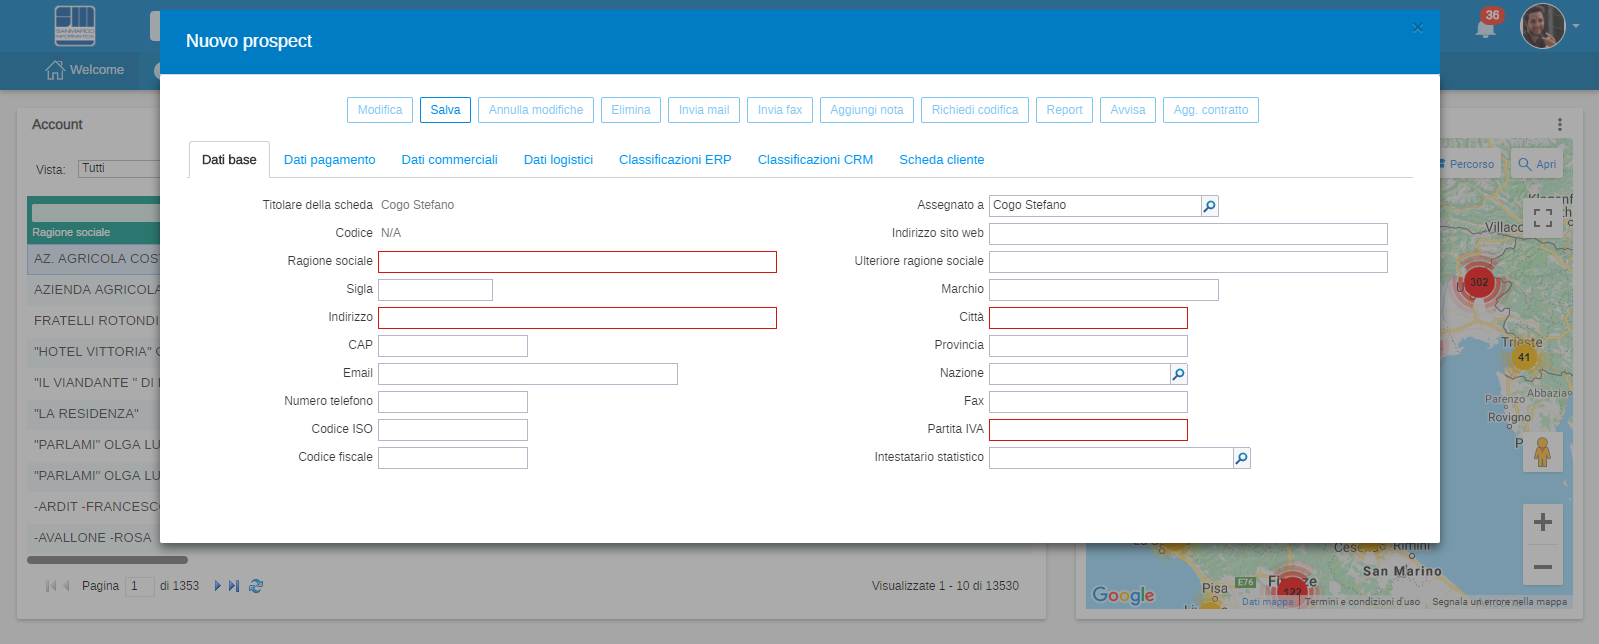 SANMARCO
INFORMATICA
36
Welcome
Nuovo prospect
×
Account
Vista:
Tutti
Ragione sociale
AZ. AGRICOLA COS
AZIENDA AGRICOLA
FRATELLI ROTONDI
"HOTEL VITTORIA"
"IL VIANDANTE " DI
"LA RESIDENZA"
"PARLAMI" OLGA LU
"PARLAMI" OLGA LU
-ARDIT -FRANCESC
-AVALLONE -ROSA
Pagina 1 di 1353
Visualizzate 1 - 10 di 13530
Modifica Salva Annulla modifiche Elimina Invia mail Invia fax Aggiungi nota Richiedi codifica Report Avvisa Agg. contratto
Dati base Dati pagamento Dati commerciali Dati logistici Classificazioni ERP Classificazioni CRM Scheda cliente
Titolare della scheda Cogo Stefano
Assegnato a Cogo Stefano
Codice N/A
Indirizzo sito web
Ragione sociale
Ulteriore ragione sociale
Sigla
Marchio
Indirizzo
Città
CAP
Provincia
Email
Nazione
Numero telefono
Fax
Codice ISO
Partita IVA
Codice fiscale
Intestatario statistico
Percorso
Apri
Villacc
302
Trieste
41
Parenzo
Abbazia
Rovigno
Rimini
San Marino
E76
Pisa
122
Google
Dati mappa
Termini e condizioni d'uso
Segnala un errore nella mappa